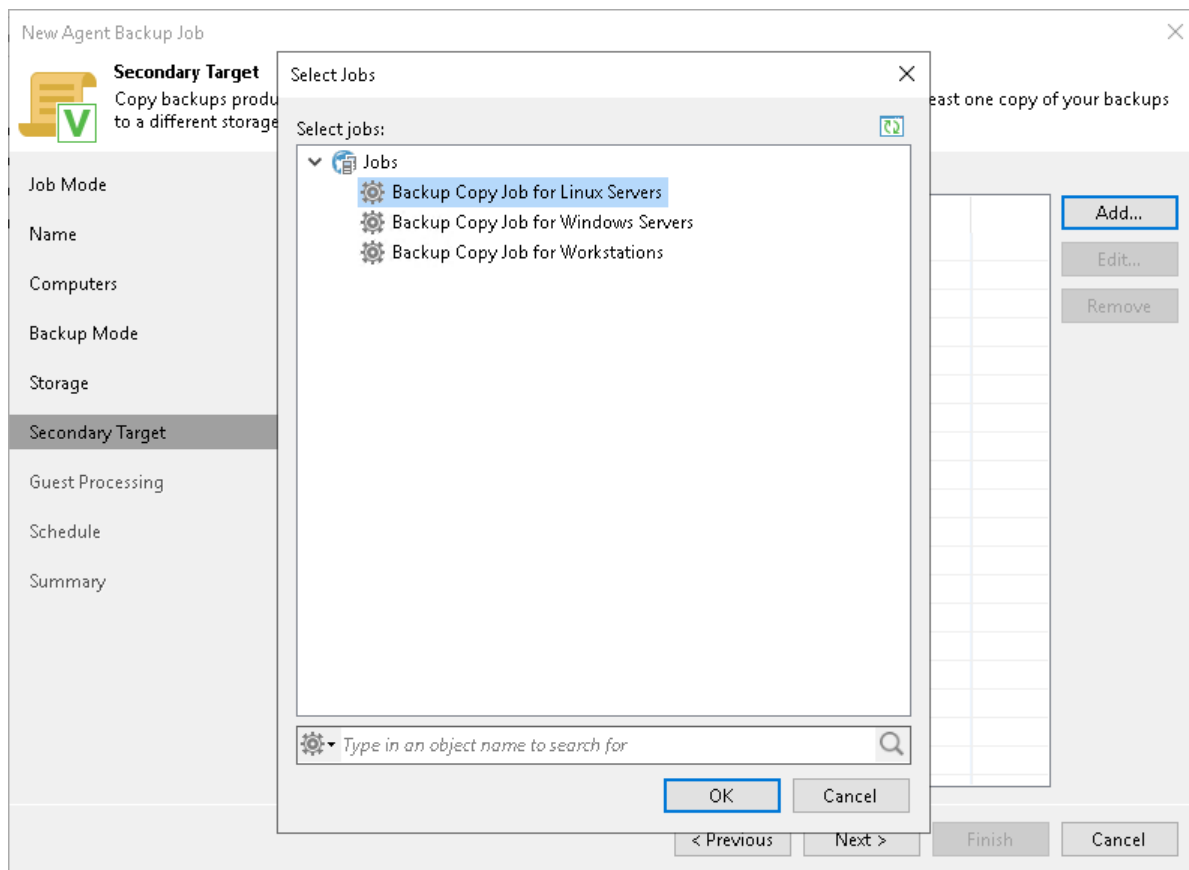 New Agent Backup Job
Secondary Target
Copy backups produ
east one copy of your backups
to a different storage
Job Mode
Name
Computers
Backup Mode
Storage
Secondary Target
Guest Processing
Schedule
Summary
Select Jobs
Select jobs:
Jobs
Backup Copy Job for Linux Servers
Backup Copy Job for Windows Servers
Backup Copy Job for Workstations
Type in an object name to search for
OK
Cancel
Add...
Edit...
Remove
< Previous
Next >
Finish
Cancel